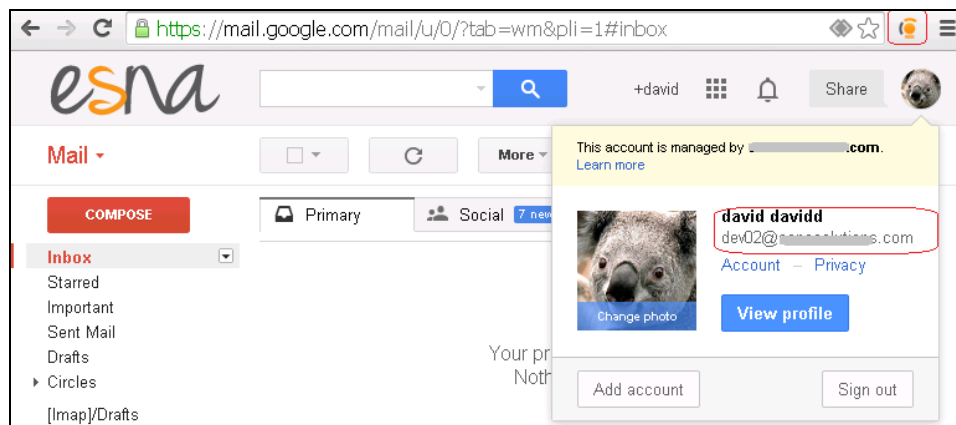 https://mail.google.com/mail/u/0/?tab=wm&pli=1#inbox
esna
+david
Share
Mail
More
This account is managed by .com.
Learn more
COMPOSE
Primary
Social 7 new
david davidd
dev02@ .com
Account – Privacy
Change photo
View profile
Inbox
Starred
Important
Sent Mail
Drafts
Circles
[Imap]/Drafts
Your pr
Noth
Add account
Sign out